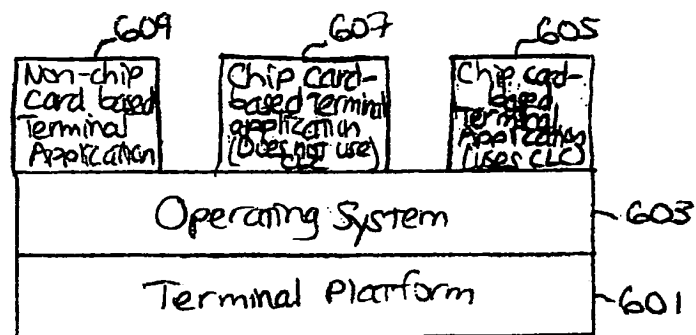 609
607
605
Non-chip
Card based
Terminal
Application
Chip card-
based Terminal
application
(Does not use)
CLC
Chip card-
based
Terminal
Application
(uses CLC)
Operating System
603
Terminal Platform
601